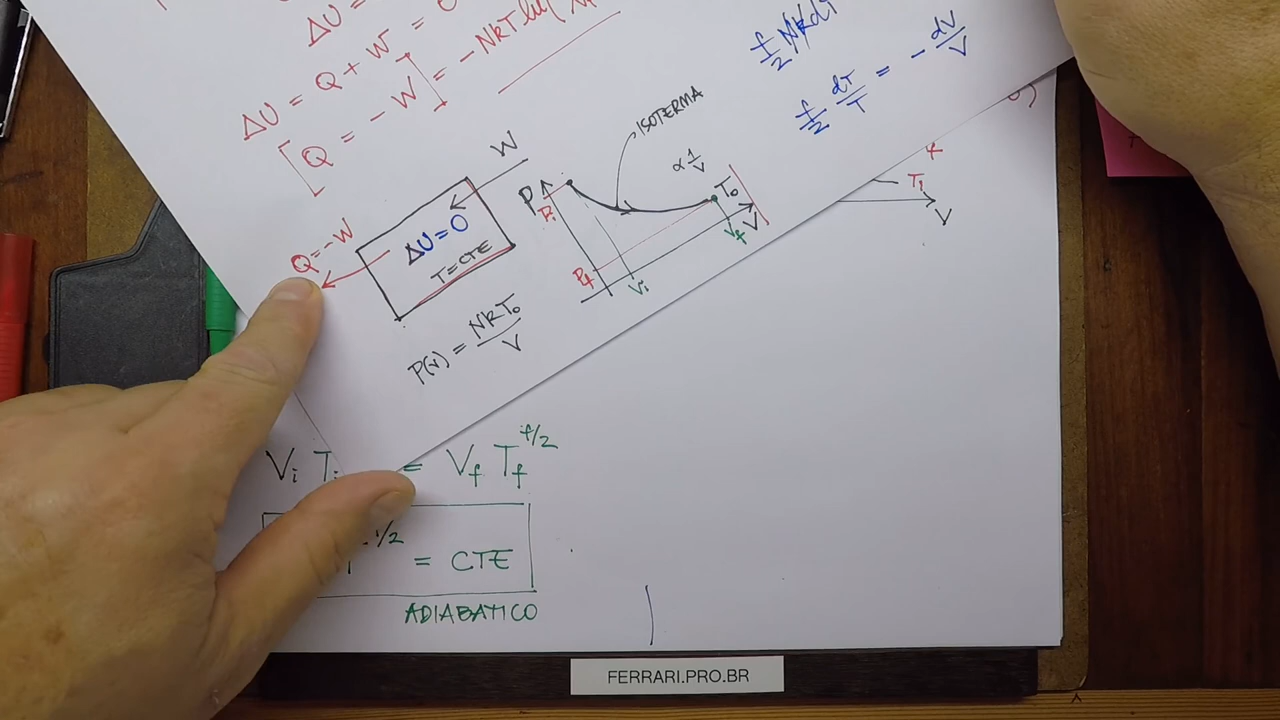 ΔU =
ΔU = Q + W = 0
[Q = - W] = - NkT ln(
f/2 Nk dT
f/2 dT/T = - dV/V
ISOTERMA
W
ΔU = 0
T = CTE
Q = -W
P
Pi
Pf
Vi
Vf
V
T₀
α 1/V
P(V) = NkT₀/V
T₁
V
Vi Ti = Vf Tf^f/2
= CTE
ADIABATICO
FERRARI.PRO.BR